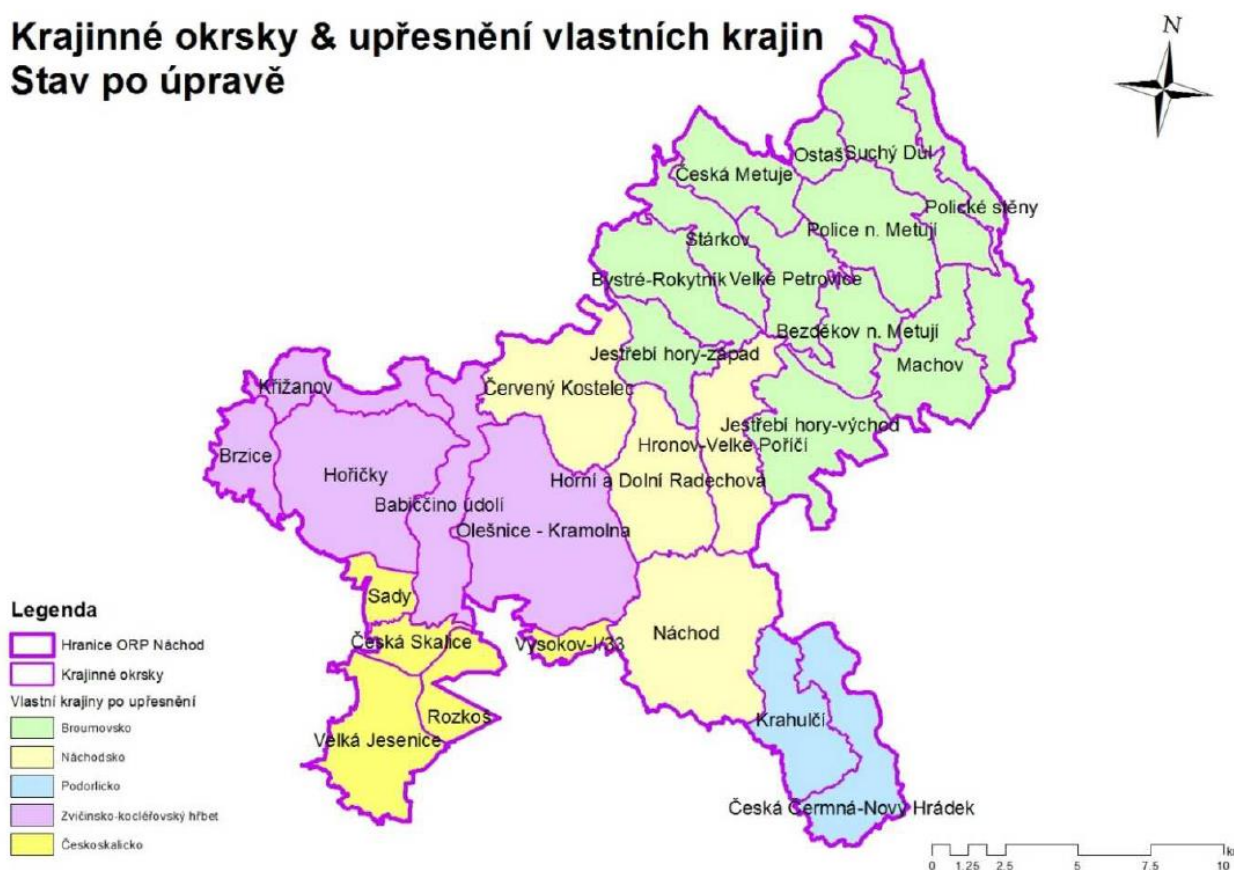 Krajinné okrsky & upřesnění vlastních krajin
Stav po úpravě
N
Ostaš
Suchý Důl
Česká Metuje
Polické stěny
Police n. Metují
Stárkov
Bystré-Rokytník
Velké Petrovice
Bezděkov n. Metují
Jestřebí hory-západ
Machov
Červený Kostelec
Křižanov
Jestřebí hory-východ
Hronov-Velké Poříčí
Brzice
Hořičky
Horní a Dolní Radechová
Babiččino údolí
Olešnice - Kramolna
Sady
Náchod
Česká Skalice
Vysokov-I/33
Rozkoš
Krahulčí
Velká Jesenice
Česká Čermná-Nový Hrádek
Legenda
Hranice ORP Náchod
Krajinné okrsky
Vlastní krajiny po upřesnění
Broumovsko
Náchodsko
Podorlicko
Zvičinsko-kocléřovský hřbet
Českoskalicko
km
0 1.25 2.5 5 7.5 10